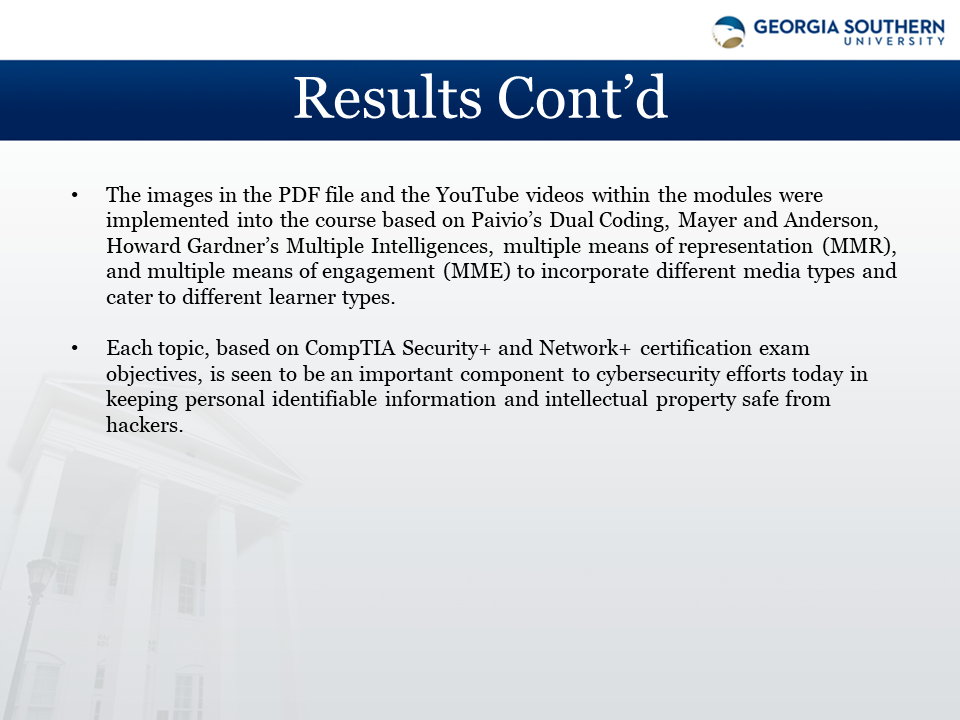 GEORGIA SOUTHERN
UNIVERSITY
Results Cont’d
• The images in the PDF file and the YouTube videos within the modules were
implemented into the course based on Paivio’s Dual Coding, Mayer and Anderson,
Howard Gardner’s Multiple Intelligences, multiple means of representation (MMR),
and multiple means of engagement (MME) to incorporate different media types and
cater to different learner types.
• Each topic, based on CompTIA Security+ and Network+ certification exam
objectives, is seen to be an important component to cybersecurity efforts today in
keeping personal identifiable information and intellectual property safe from
hackers.